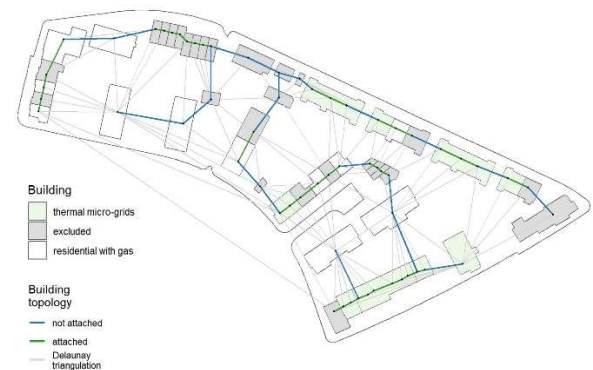 Building
thermal micro-grids
excluded
residential with gas
Building
topology
not attached
attached
Delaunay
triangulation